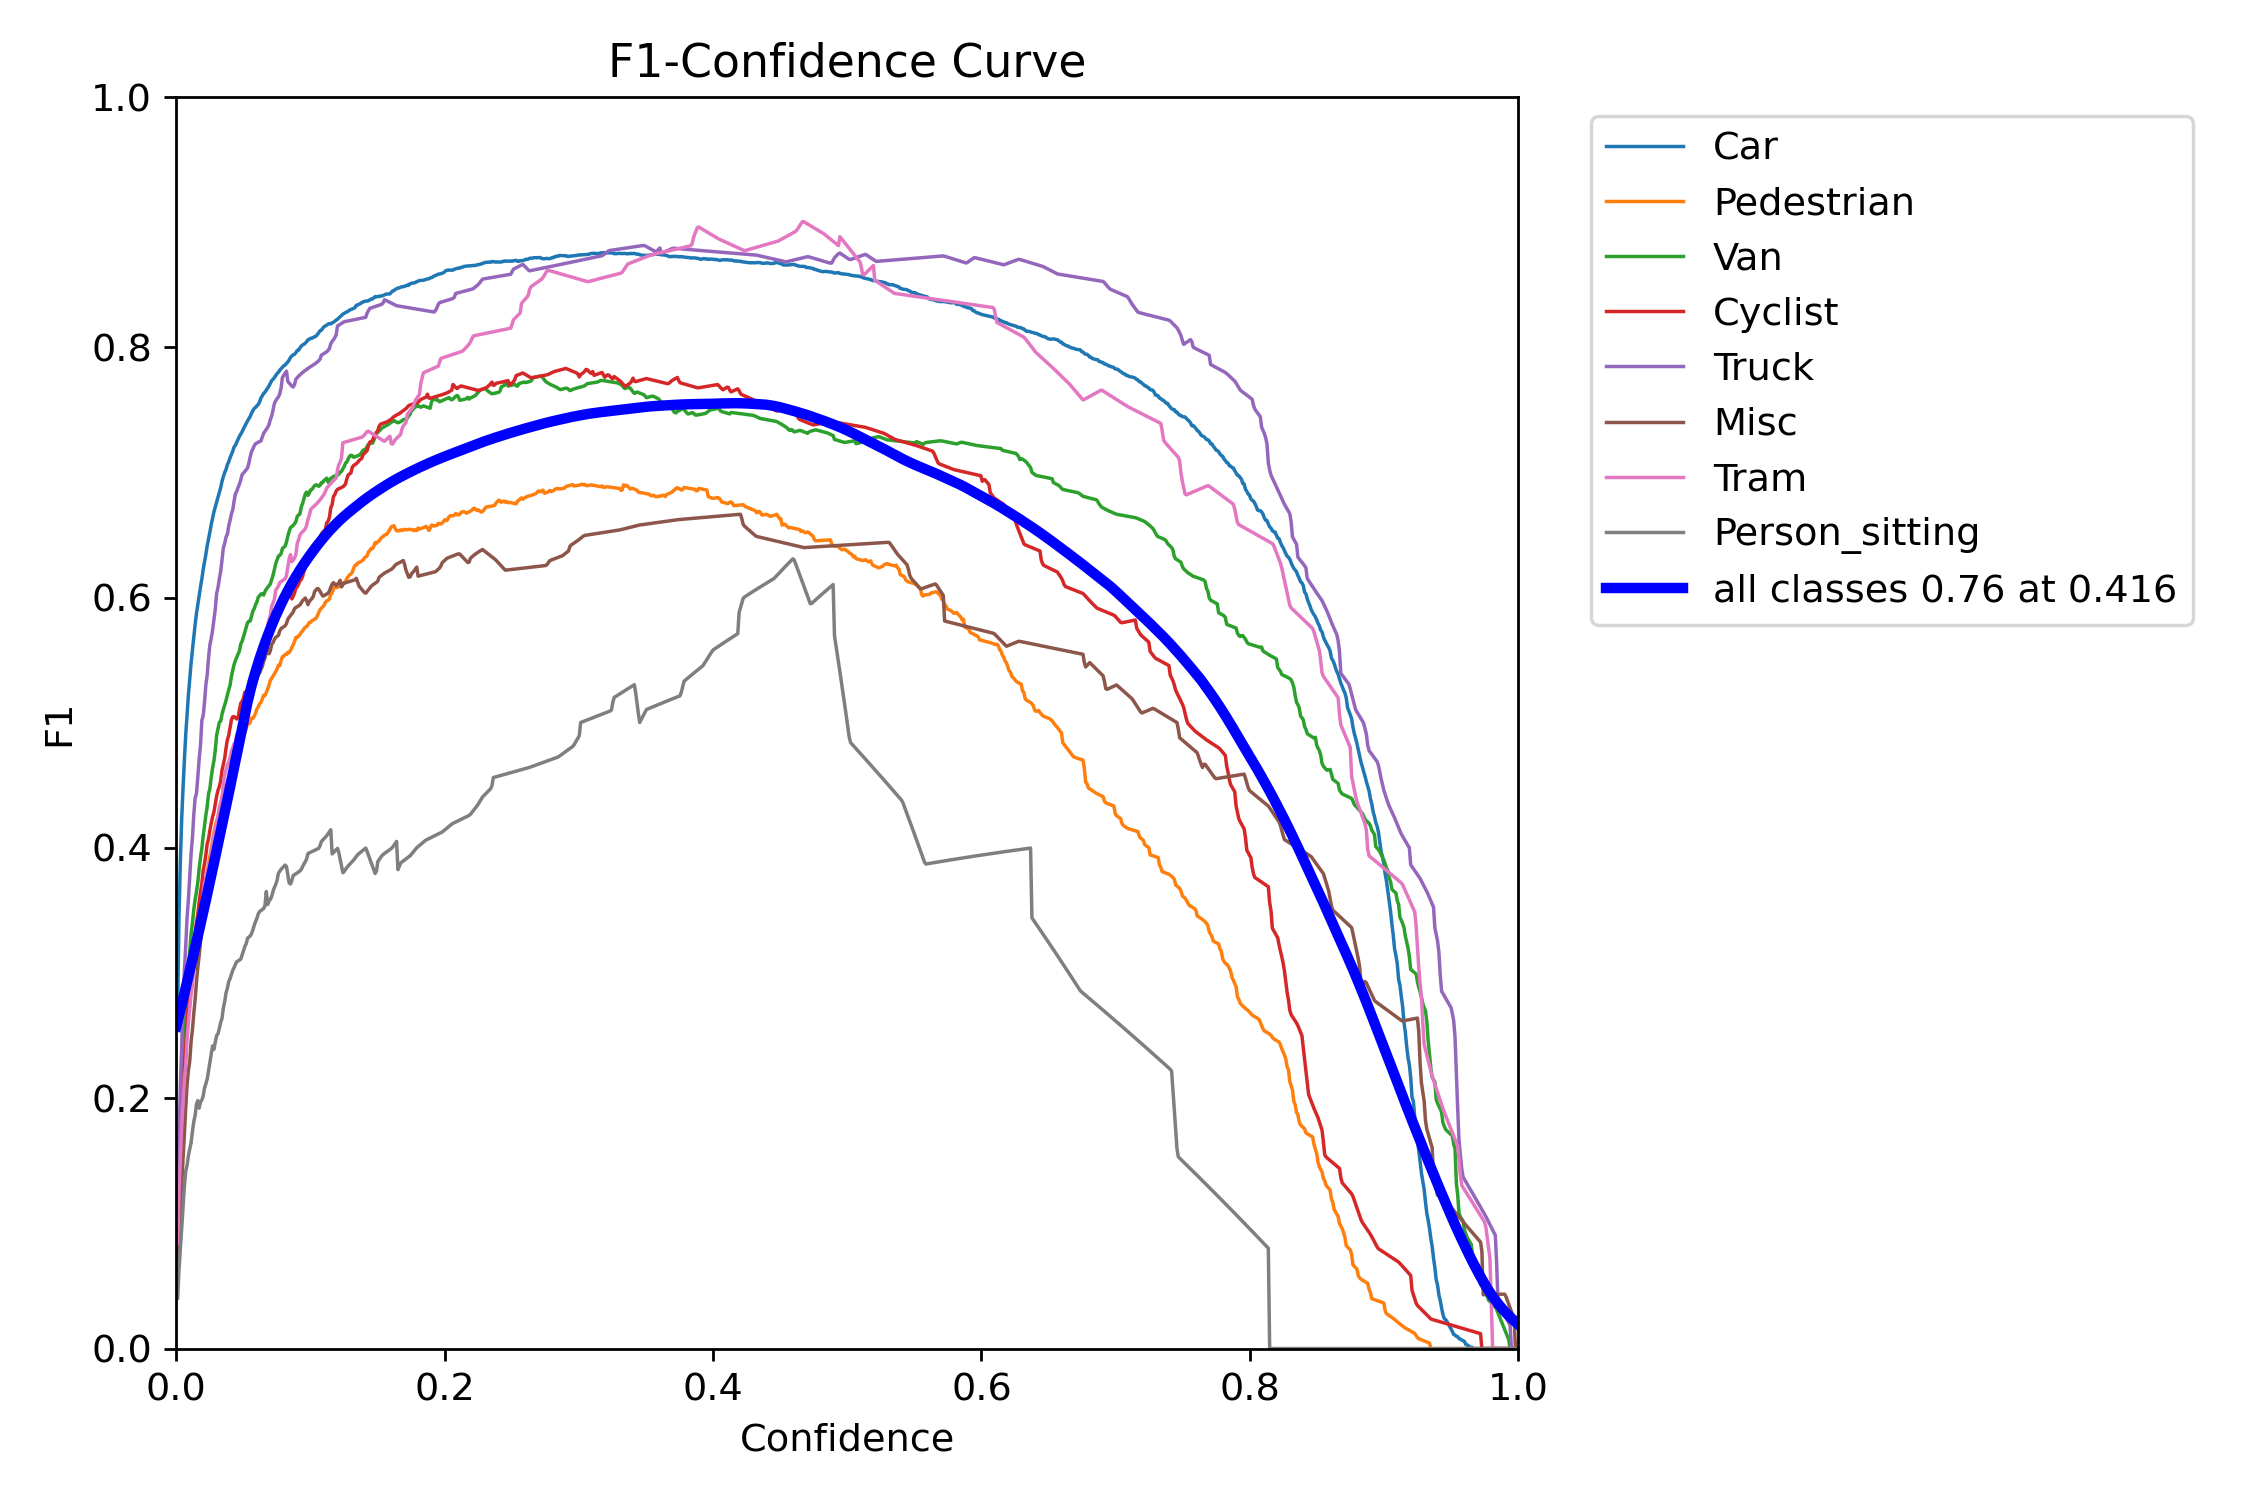 F1-Confidence Curve
1.0
0.8
0.6
0.4
0.2
0.0
F1
0.0 0.2 0.4 0.6 0.8 1.0
Confidence
Car
Pedestrian
Van
Cyclist
Truck
Misc
Tram
Person_sitting
all classes 0.76 at 0.416